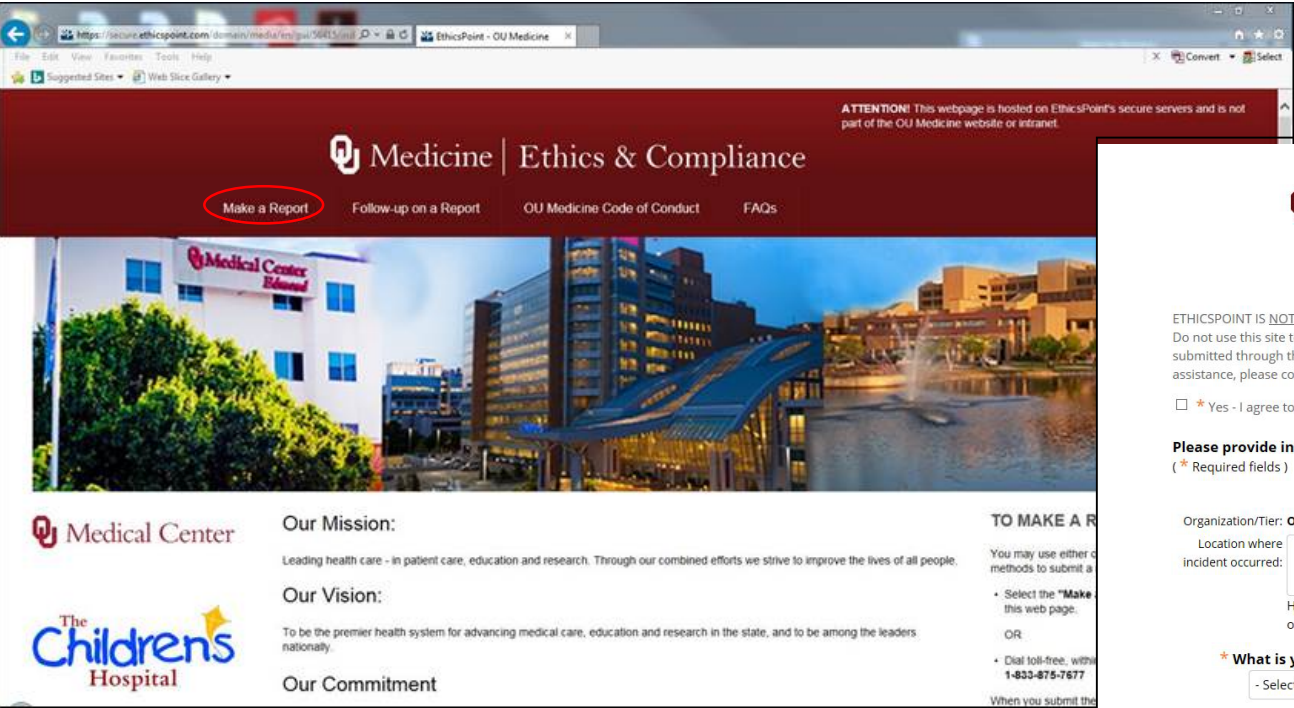 https://secure.ethicspoint.com/domain/media/en/gui/56415/
EthicsPoint - OU Medicine
File Edit View Favorites Tools Help
Convert Select
Suggested Sites Web Slice Gallery
ATTENTION! This webpage is hosted on EthicsPoint's secure servers and is not
part of the OU Medicine website or intranet.
Medicine | Ethics & Compliance
Make a Report Follow-up on a Report OU Medicine Code of Conduct FAQs
Medical Center
Edmond
Medical Center
The
Children's
Hospital
Our Mission:
Leading health care - in patient care, education and research. Through our combined efforts we strive to improve the lives of all people.
Our Vision:
To be the premier health system for advancing medical care, education and research in the state, and to be among the leaders
nationally.
Our Commitment
TO MAKE A R
You may use either
methods to submit a
• Select the "Make
this web page.
OR
• Dial toll-free, within
1-833-875-7677
When you submit the
ETHICSPOINT IS NOT
Do not use this site t
submitted through th
assistance, please co
* Yes - I agree to
Please provide in
( * Required fields )
Organization/Tier: O
Location where
incident occurred:
H
o
* What is y
- Selec